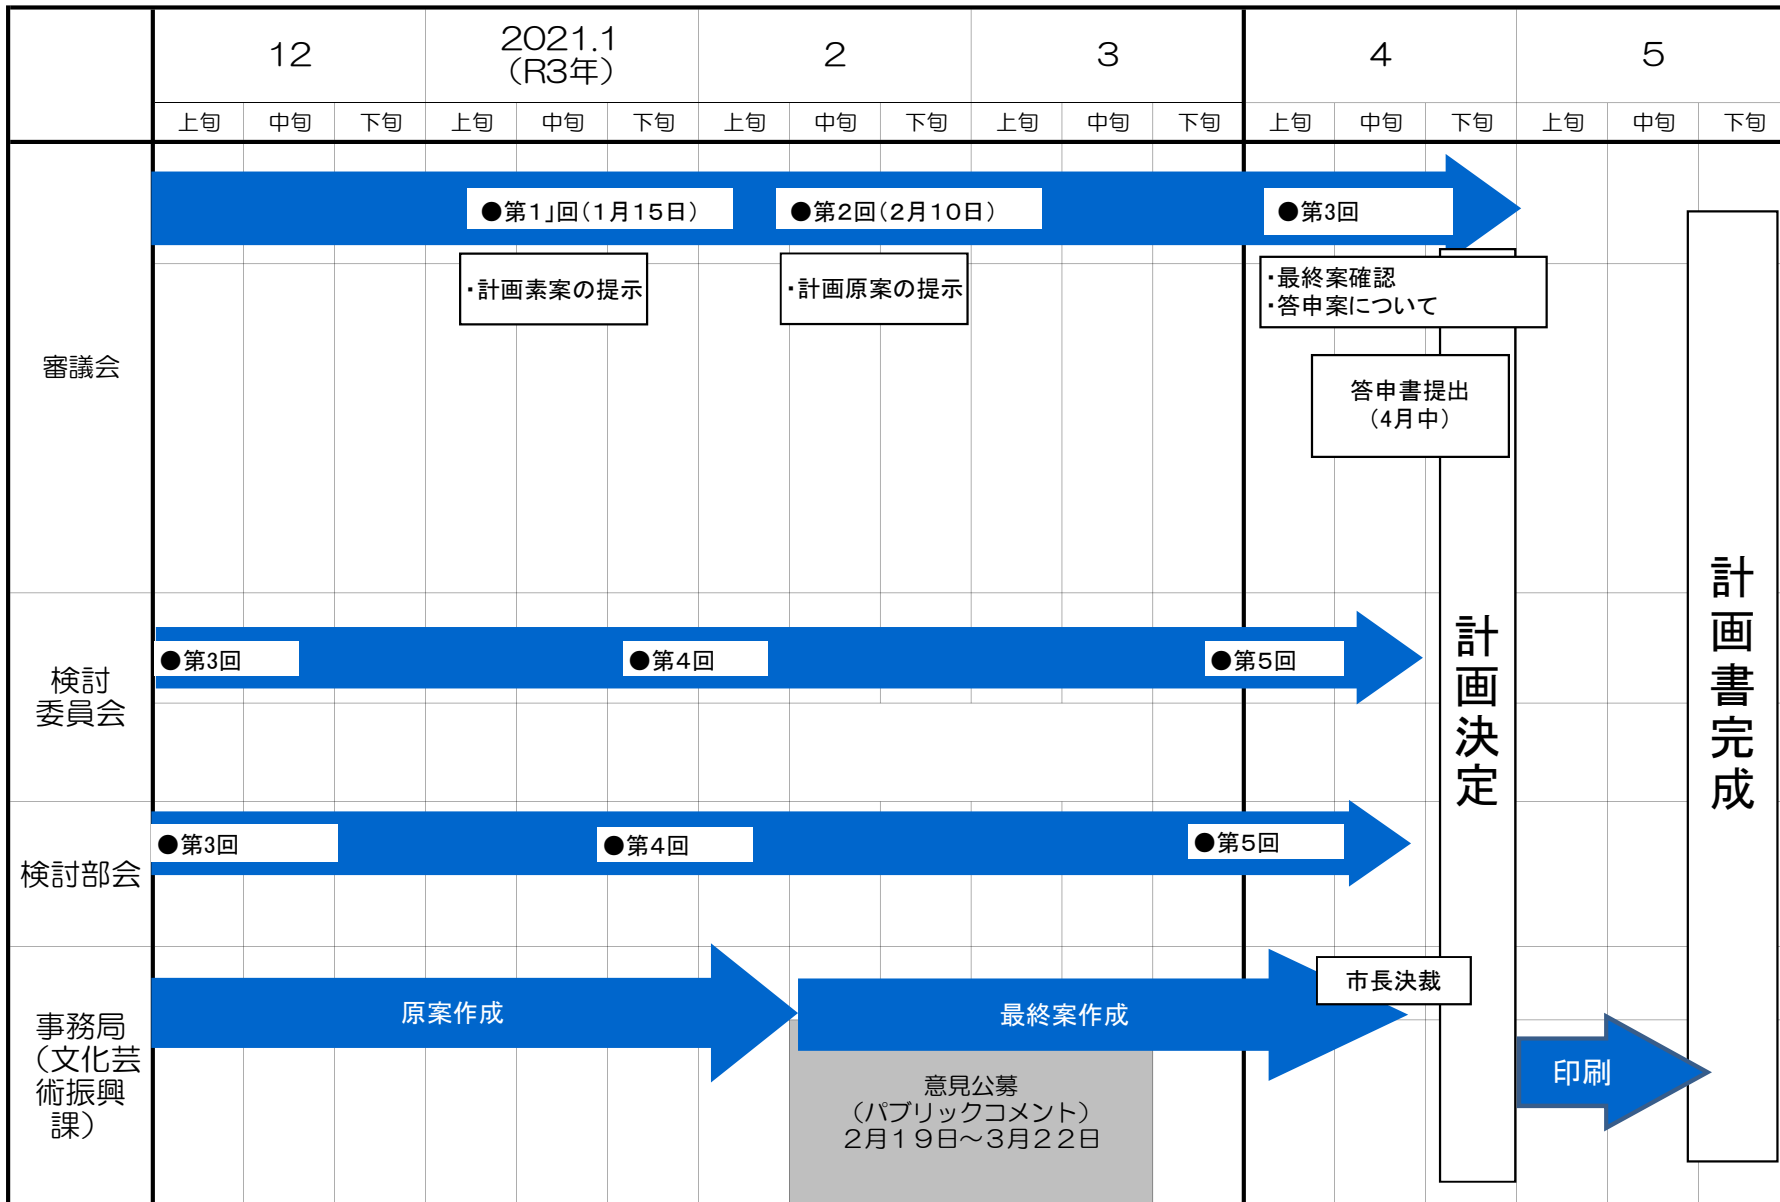 12
2021.1
（R3年）
2
3
4
5
上旬 中旬 下旬 上旬 中旬 下旬 上旬 中旬 下旬 上旬 中旬 下旬 上旬 中旬 下旬 上旬 中旬 下旬
審議会
●第1」回（1月15日）
●第2回（2月10日）
●第3回
・計画素案の提示
・計画原案の提示
・最終案確認
・答申案について
答申書提出
（4月中）
検討
委員会
●第3回
●第4回
●第5回
検討部会
●第3回
●第4回
●第5回
事務局
（文化芸
術振興
課）
原案作成
最終案作成
市長決裁
意見公募
（パブリックコメント）
2月19日～3月22日
印刷
計画決定
計画書完成